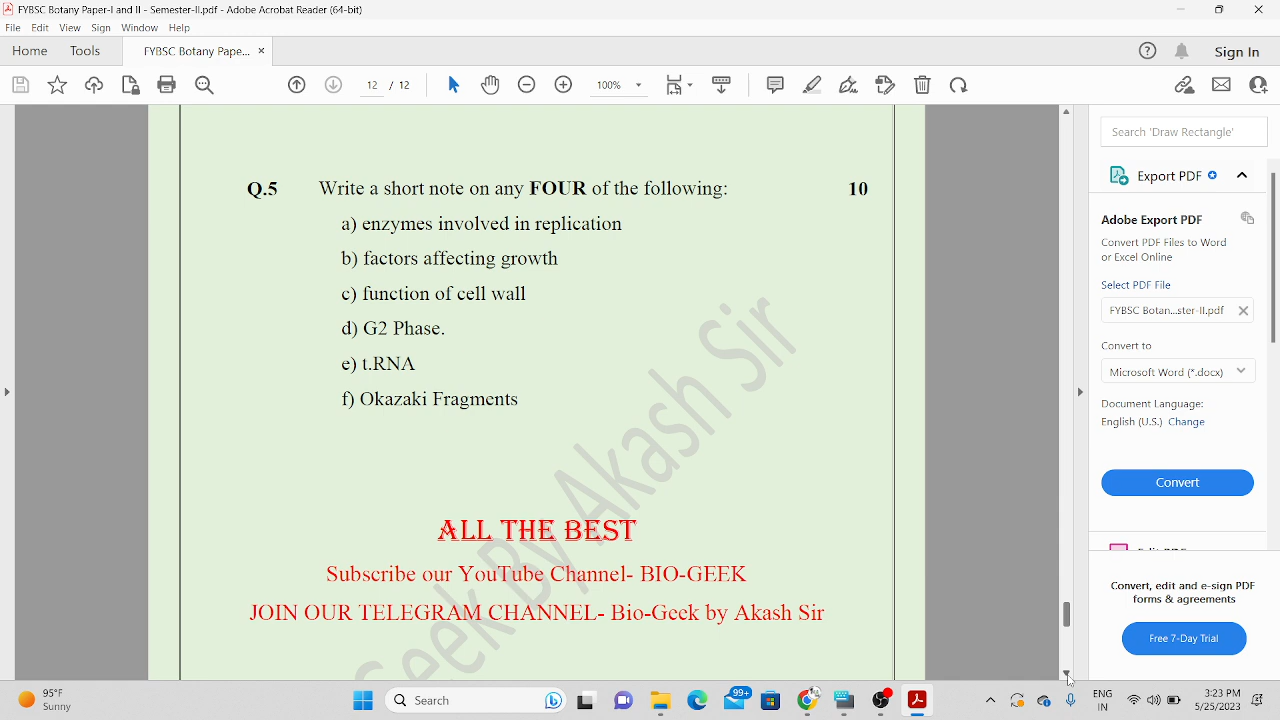 FYBSC Botany Paper-I and II - Semester-II.pdf - Adobe Acrobat Reader (64-bit)
File Edit View Sign Window Help
Home Tools FYBSC Botany Pape... × Sign In
12 / 12 100%
Search 'Draw Rectangle'
Export PDF
Adobe Export PDF
Convert PDF Files to Word
or Excel Online
Select PDF File
FYBSC Botan...ster-II.pdf
Convert to
Microsoft Word (*.docx)
Document Language:
English (U.S.) Change
Convert
Convert, edit and e-sign PDF
forms & agreements
Free 7-Day Trial
Q.5 Write a short note on any FOUR of the following: 10
a) enzymes involved in replication
b) factors affecting growth
c) function of cell wall
d) G2 Phase.
e) t.RNA
f) Okazaki Fragments
Geek By Akash Sir
ALL THE BEST
Subscribe our YouTube Channel- BIO-GEEK
JOIN OUR TELEGRAM CHANNEL- Bio-Geek by Akash Sir
95°F
Sunny
Search
99+
ENG
IN
3:23 PM
5/25/2023